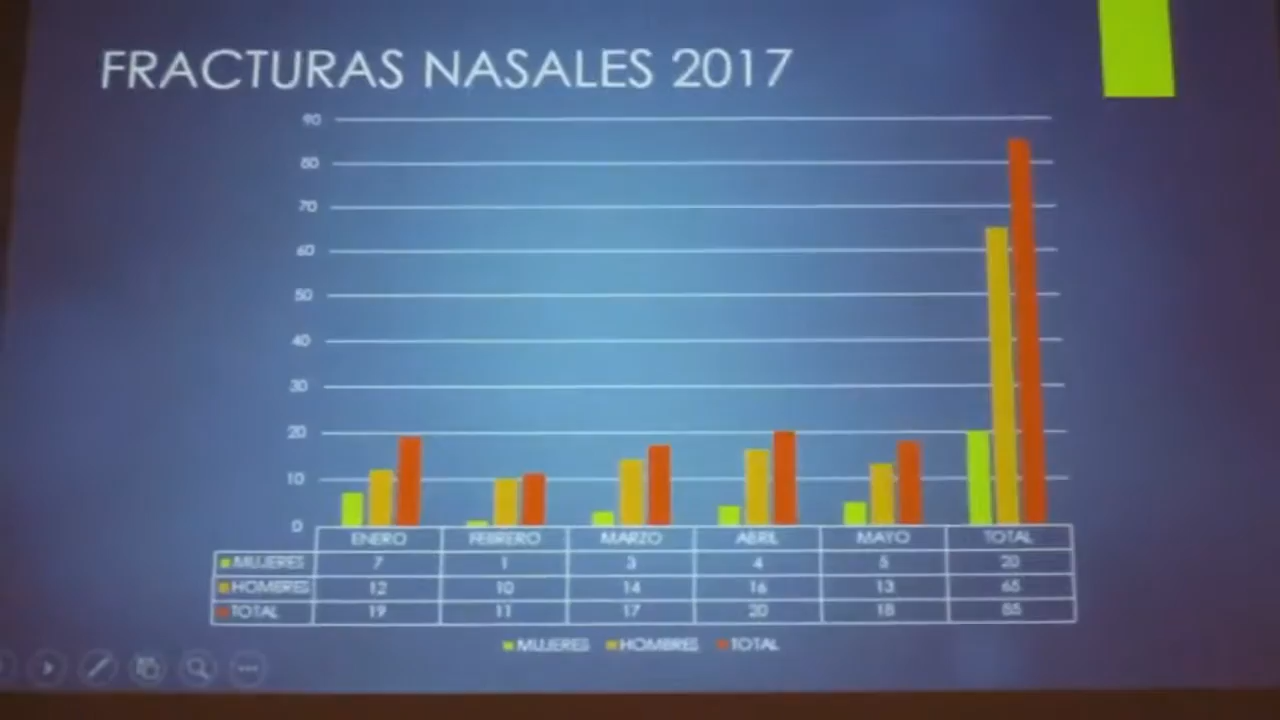 FRACTURAS NASALES 2017
90
80
70
60
50
40
30
20
10
0
ENERO FEBRERO MARZO ABRIL MAYO TOTAL
MUJERES 7 1 3 4 5 20
HOMBRES 12 10 14 16 13 65
TOTAL 19 11 17 20 18 85
MUJERES HOMBRES TOTAL